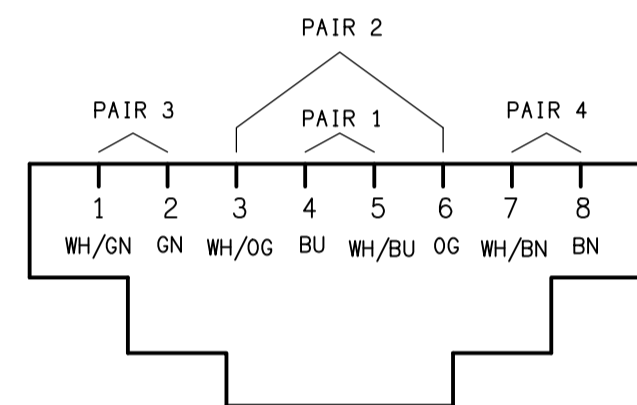 PAIR 2
PAIR 3
PAIR 1
PAIR 4
1 2 3 4 5 6 7 8
WH/GN GN WH/OG BU WH/BU OG WH/BN BN